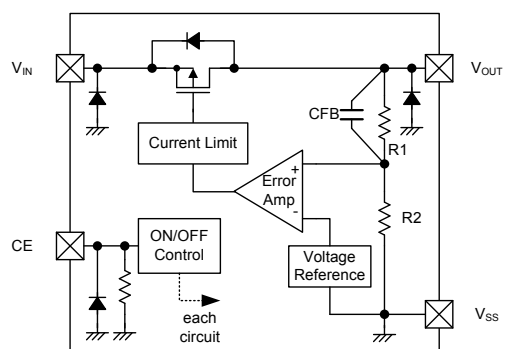 VIN
VOUT
CFB
R1
Current Limit
+
Error
Amp
-
R2
CE
ON/OFF
Control
Voltage
Reference
each
circuit
VSS